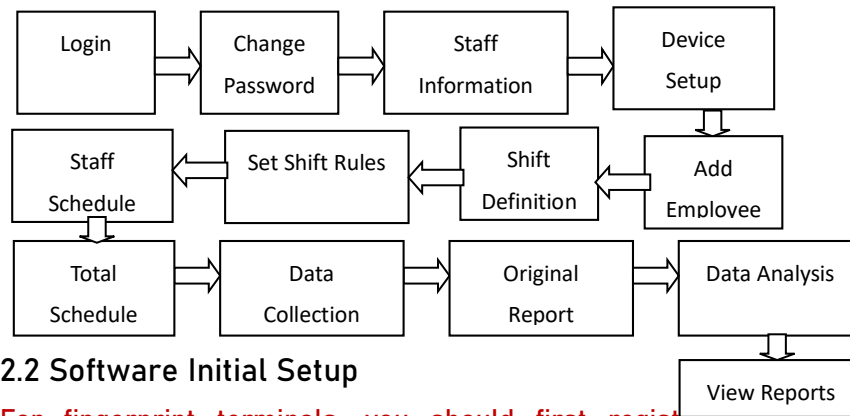 Login
Change
Password
Staff
Information
Device
Setup
Add
Employee
Shift
Definition
Set Shift Rules
Staff
Schedule
Total
Schedule
Data
Collection
Original
Report
Data Analysis
View Reports
2.2 Software Initial Setup
For fingerprint terminals, you should first